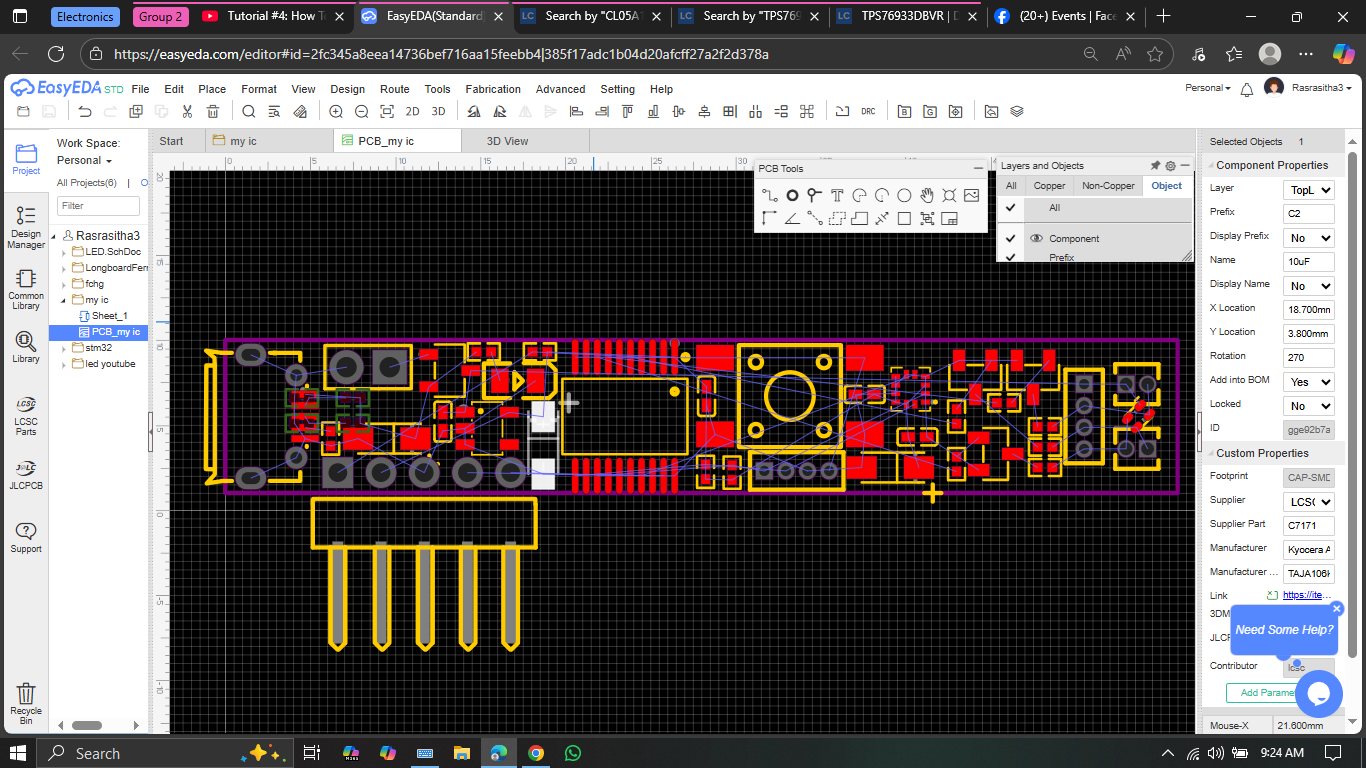 Electronics
Group 2
Tutorial #4: How T
EasyEDA(Standard)
Search by "CL05A
Search by "TPS769
TPS76933DBVR | D
(20+) Events | Face
https://easyeda.com/editor#id=2fc345a8eea14736bef716aa15feebb4|385f17adc1b04d20afcff27a2f2d378a
EasyEDA STD
File Edit Place Format View Design Route Tools Fabrication Advanced Setting Help
Personal
Rasrasitha3
2D 3D
DRC
Project
Design Manager
Common Library
Library
LCSC
LCSC Parts
JLCPCB
Support
Recycle Bin
Work Space:
Personal
All Projects(6) | O
Filter
Rasrasitha3
LED.SchDoc
LongboardFerr
fchg
my ic
Sheet_1
PCB_my ic
stm32
led youtube
Start
my ic
PCB_my ic
3D View
PCB Tools
Layers and Objects
All Copper Non-Copper Object
All
Component
Prefix
Selected Objects 1
Component Properties
Layer TopL
Prefix C2
Display Prefix No
Name 10uF
Display Name No
X Location 18.700mm
Y Location 3.800mm
Rotation 270
Add into BOM Yes
Locked No
ID gge92b7a
Custom Properties
Footprint CAP-SMD
Supplier LCSC
Supplier Part C7171
Manufacturer Kyocera A
Manufacturer ... TAJA106K
Link https://ite...
3DM
Need Some Help?
JLCP
Contributor lcsc
Add Parame
Mouse-X 21.600mm
Search
9:24 AM